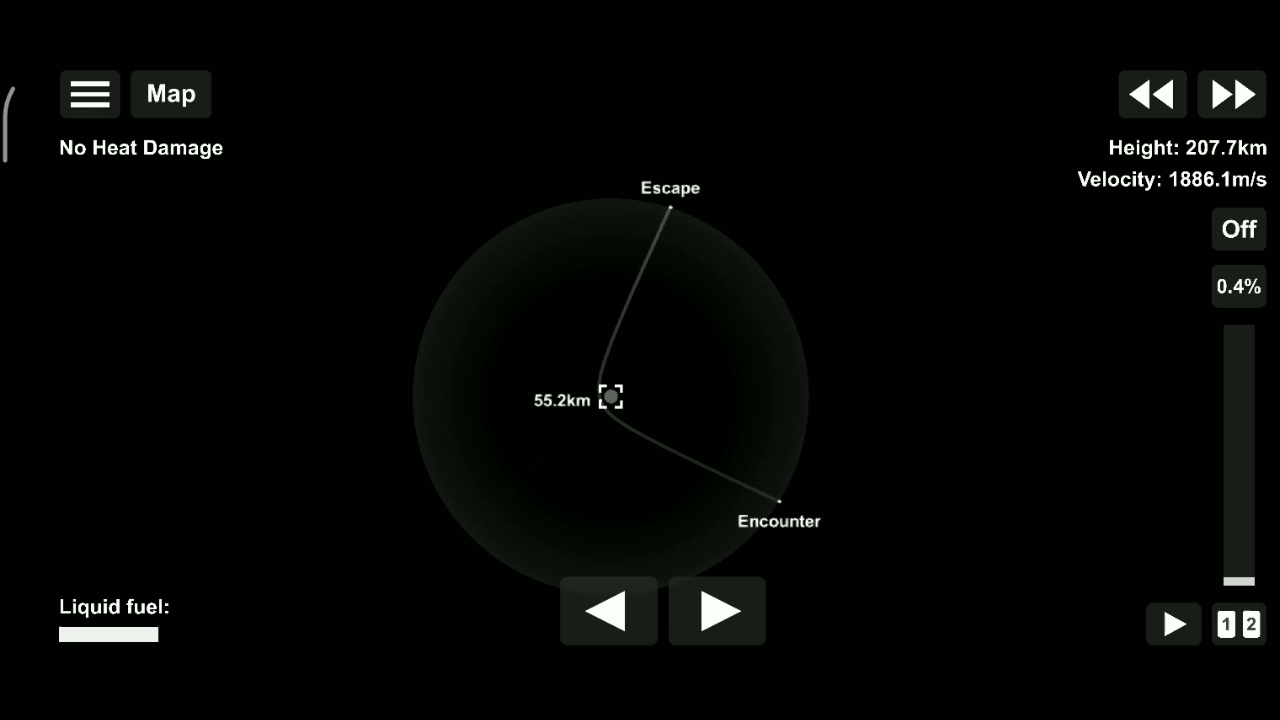 Map
No Heat Damage
Height: 207.7km
Velocity: 1886.1m/s
Escape
Off
0.4%
55.2km
Encounter
Liquid fuel:
1 2